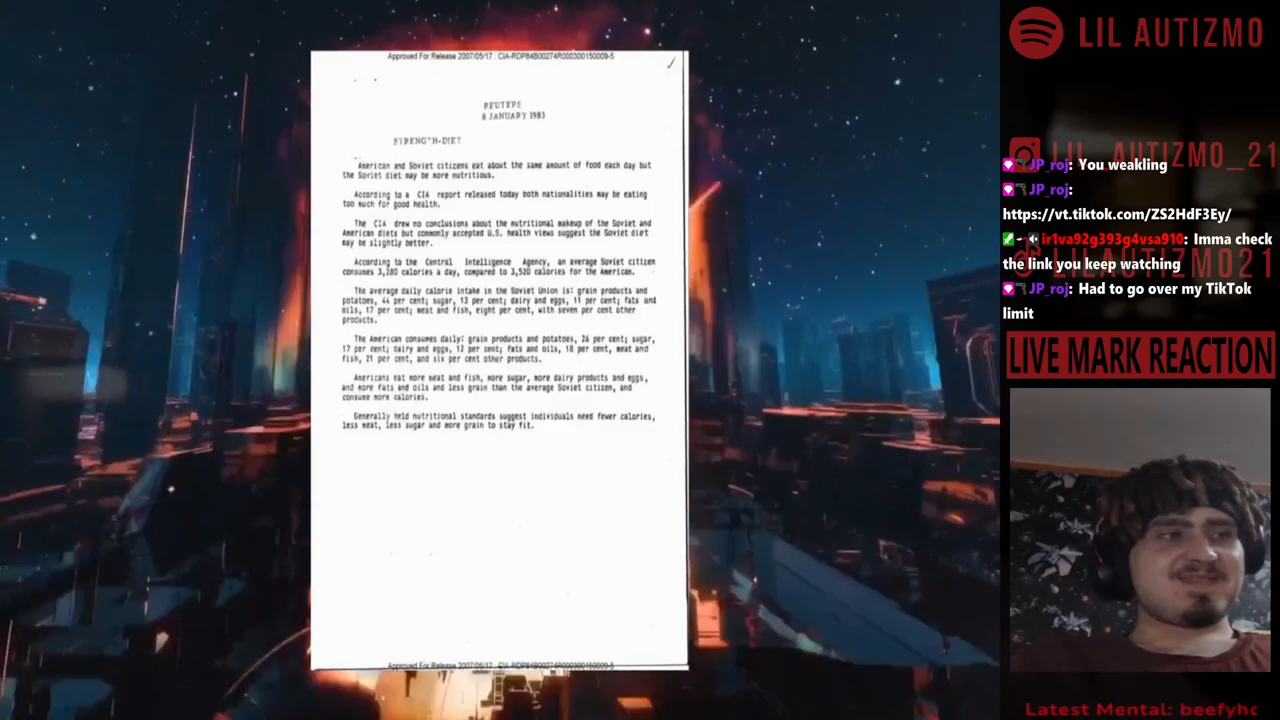 Approved For Release 2007/05/17 : CIA-RDP84B00274R000300150009-5
REUTERS
8 JANUARY 1983
STRENGTH-DIET
American and Soviet citizens eat about the same amount of food each day but
the Soviet diet may be more nutritious.
According to a CIA report released today both nationalities may be eating
too much for good health.
The CIA drew no conclusions about the nutritional makeup of the Soviet and
American diets but commonly accepted U.S. health views suggest the Soviet diet
may be slightly better.
According to the Central Intelligence Agency, an average Soviet citizen
consumes 3,280 calories a day, compared to 3,520 calories for the American.
The average daily calorie intake in the Soviet Union is: grain products and
potatoes, 44 per cent; sugar, 13 per cent; dairy and eggs, 11 per cent; fats and
oils, 17 per cent; meat and fish, eight per cent, with seven per cent other
products.
The American consumes daily: grain products and potatoes, 26 per cent; sugar,
17 per cent; dairy and eggs, 12 per cent; fats and oils, 18 per cent, meat and
fish, 21 per cent, and six per cent other products.
Americans eat more meat and fish, more sugar, more dairy products and eggs,
and more fats and oils and less grain than the average Soviet citizen, and
consume more calories.
Generally held nutritional standards suggest individuals need fewer calories,
less meat, less sugar and more grain to stay fit.
Approved For Release 2007/05/17 : CIA-RDP84B00274R000300150009-5
LIL AUTIZMO
LIL_AUTIZMO_21
JP_roj: You weakling
JP_roj:
https://vt.tiktok.com/ZS2HdF3Ey/
ir1va92g393g4vsa910: Imma check
the link you keep watching
LILAUTIZMO21
JP_roj: Had to go over my TikTok
limit
LIVE MARK REACTION
Latest Mental: beefyhc